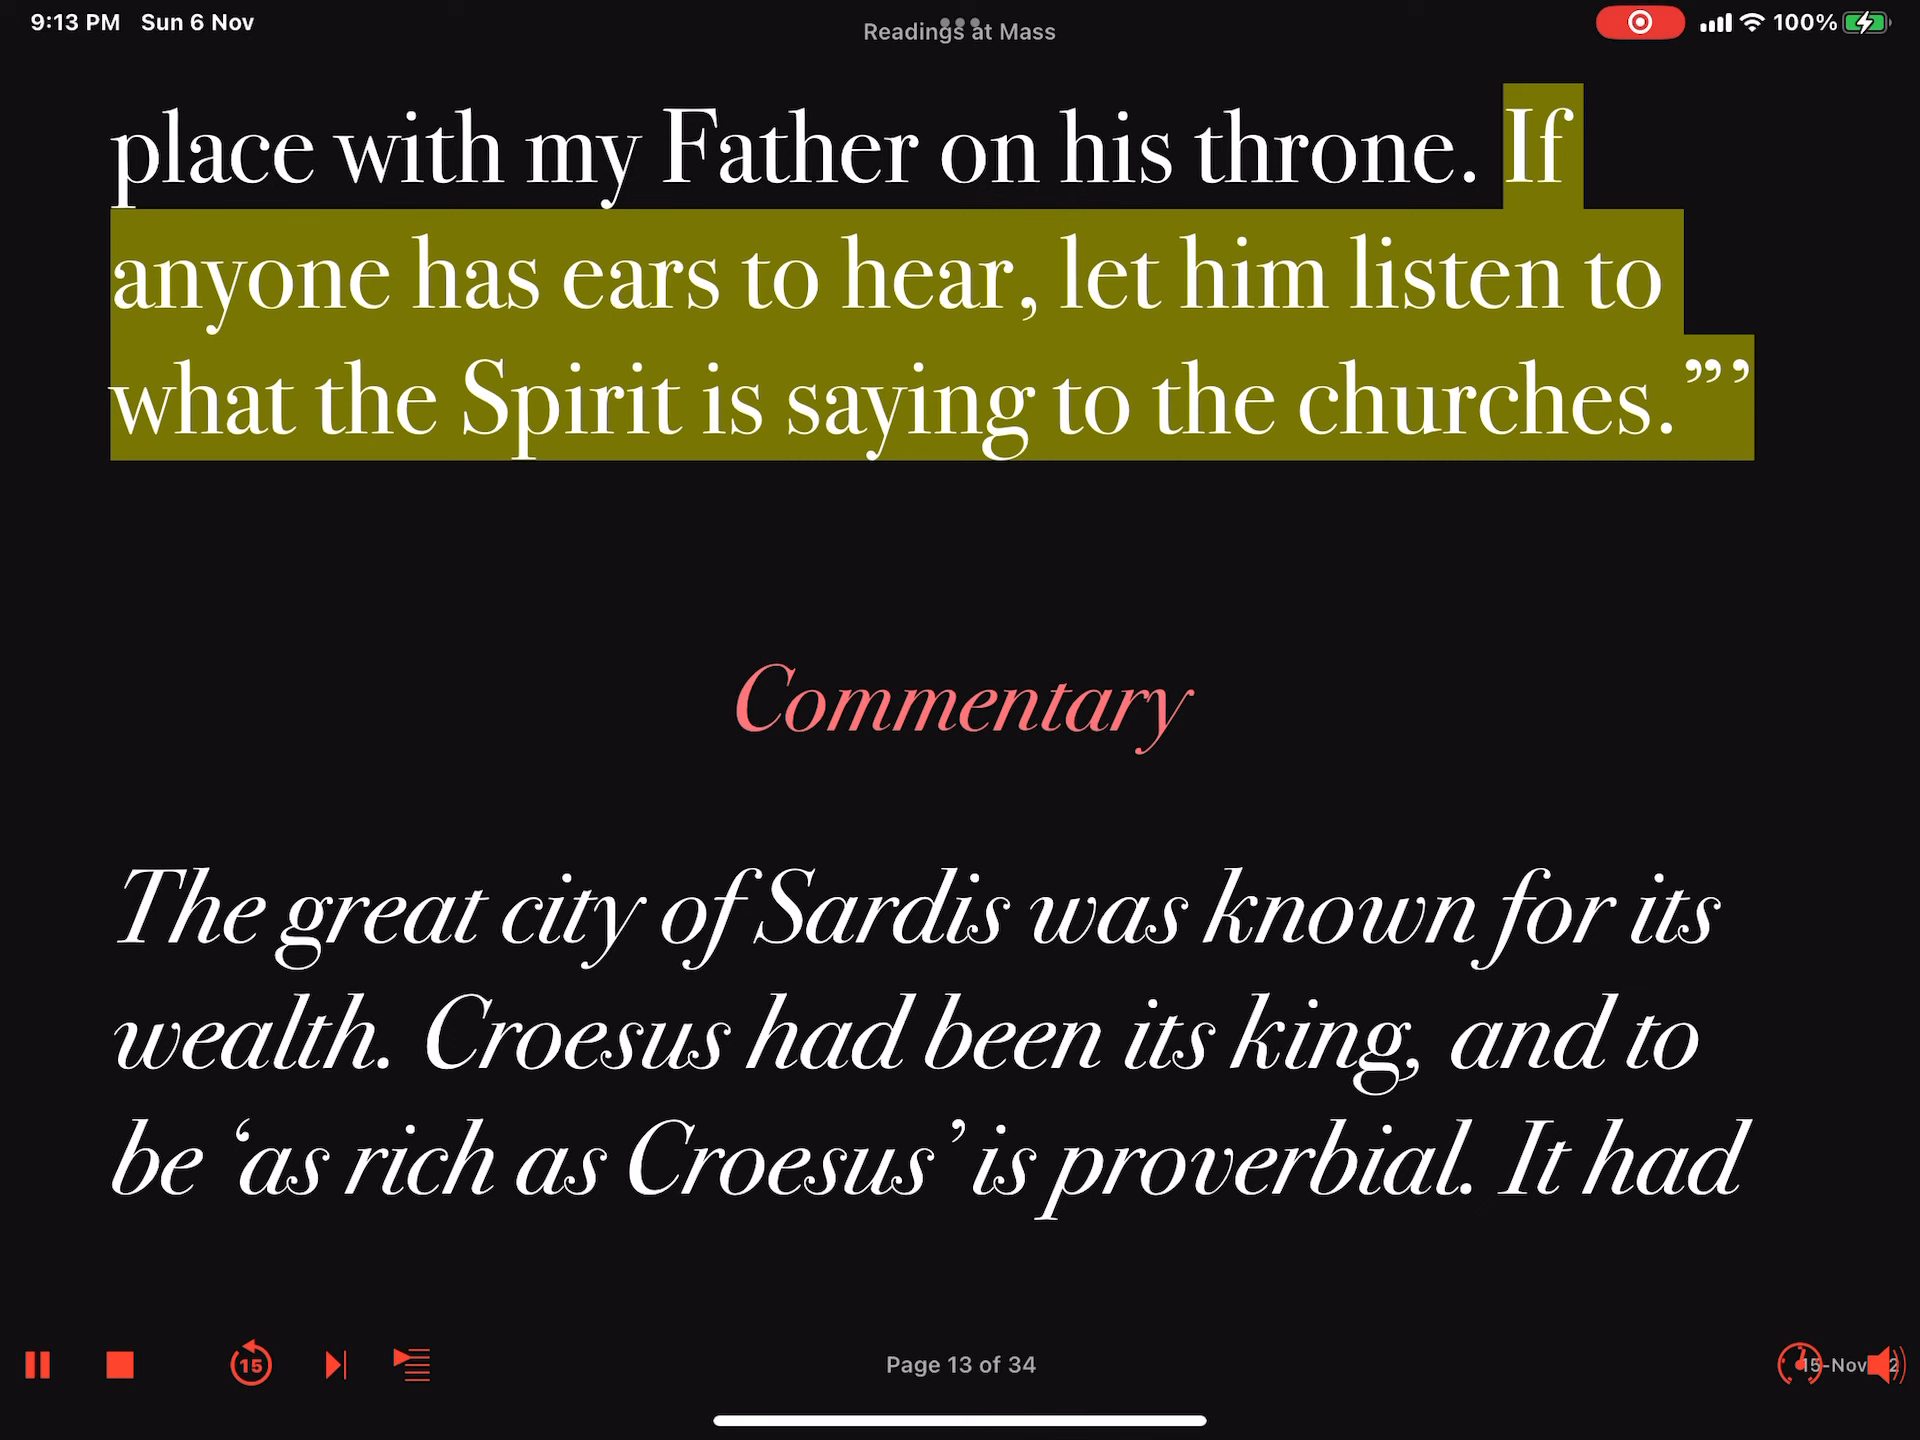 9:13 PM Sun 6 Nov
Readings at Mass
100%
place with my Father on his throne. If
anyone has ears to hear, let him listen to
what the Spirit is saying to the churches.”’
Commentary
The great city of Sardis was known for its
wealth. Croesus had been its king, and to
be ‘as rich as Croesus’ is proverbial. It had
15
Page 13 of 34
15-Nov